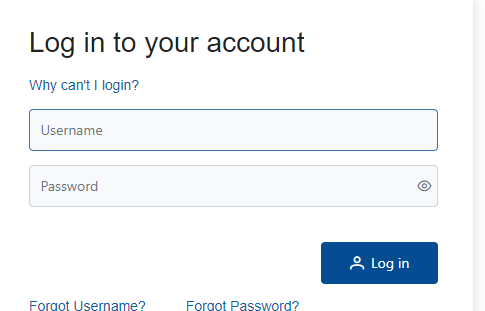 Log in to your account
Why can't I login?
Username
Password
Log in
Forgot Username? Forgot Password?